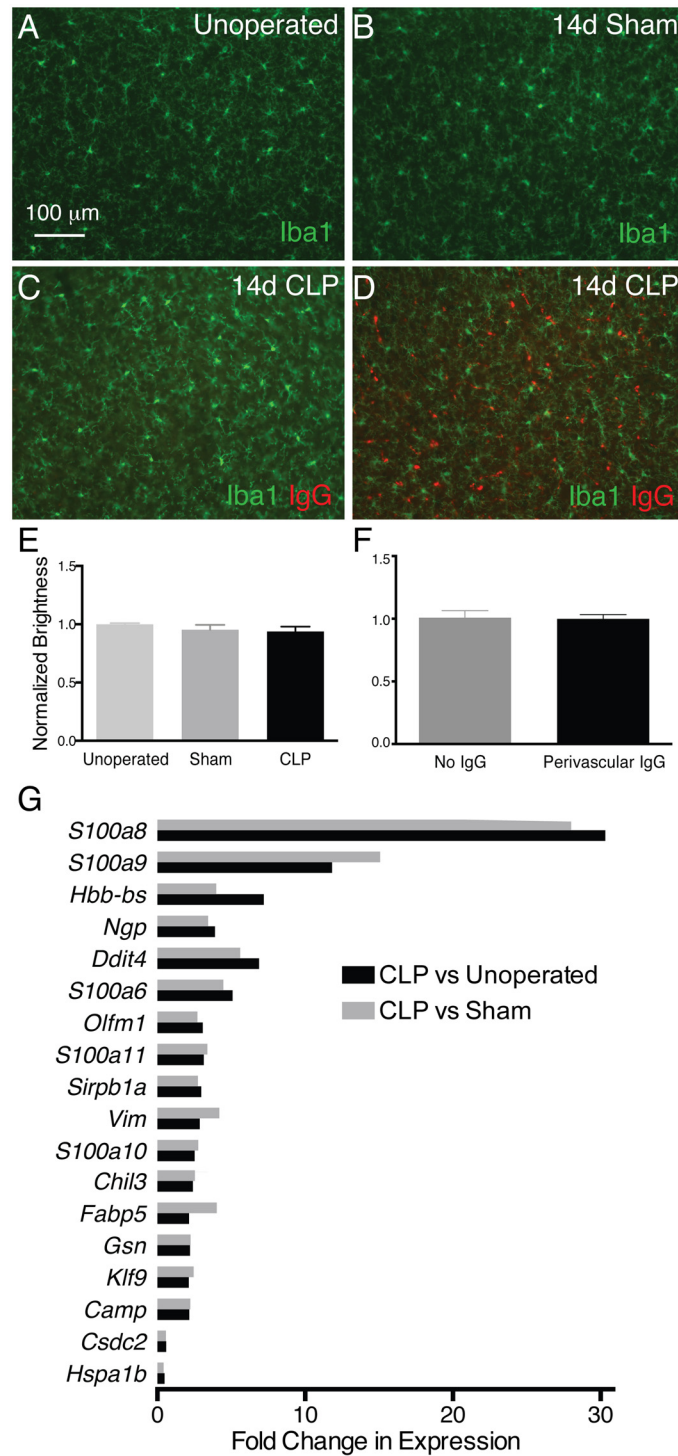 A Unoperated
B 14d Sham
100 µm
Iba1
Iba1
C 14d CLP
D 14d CLP
Iba1 IgG
Iba1 IgG
E
Normalized Brightness
1.5
1.0
0.5
0.0
Unoperated Sham CLP
F
1.5
1.0
0.5
0.0
No IgG Perivascular IgG
G
S100a8
S100a9
Hbb-bs
Ngp
Ddit4
S100a6
Olfm1
S100a11
Sirpb1a
Vim
S100a10
Chil3
Fabp5
Gsn
Klf9
Camp
Csdc2
Hspa1b
CLP vs Unoperated
CLP vs Sham
0 10 20 30
Fold Change in Expression